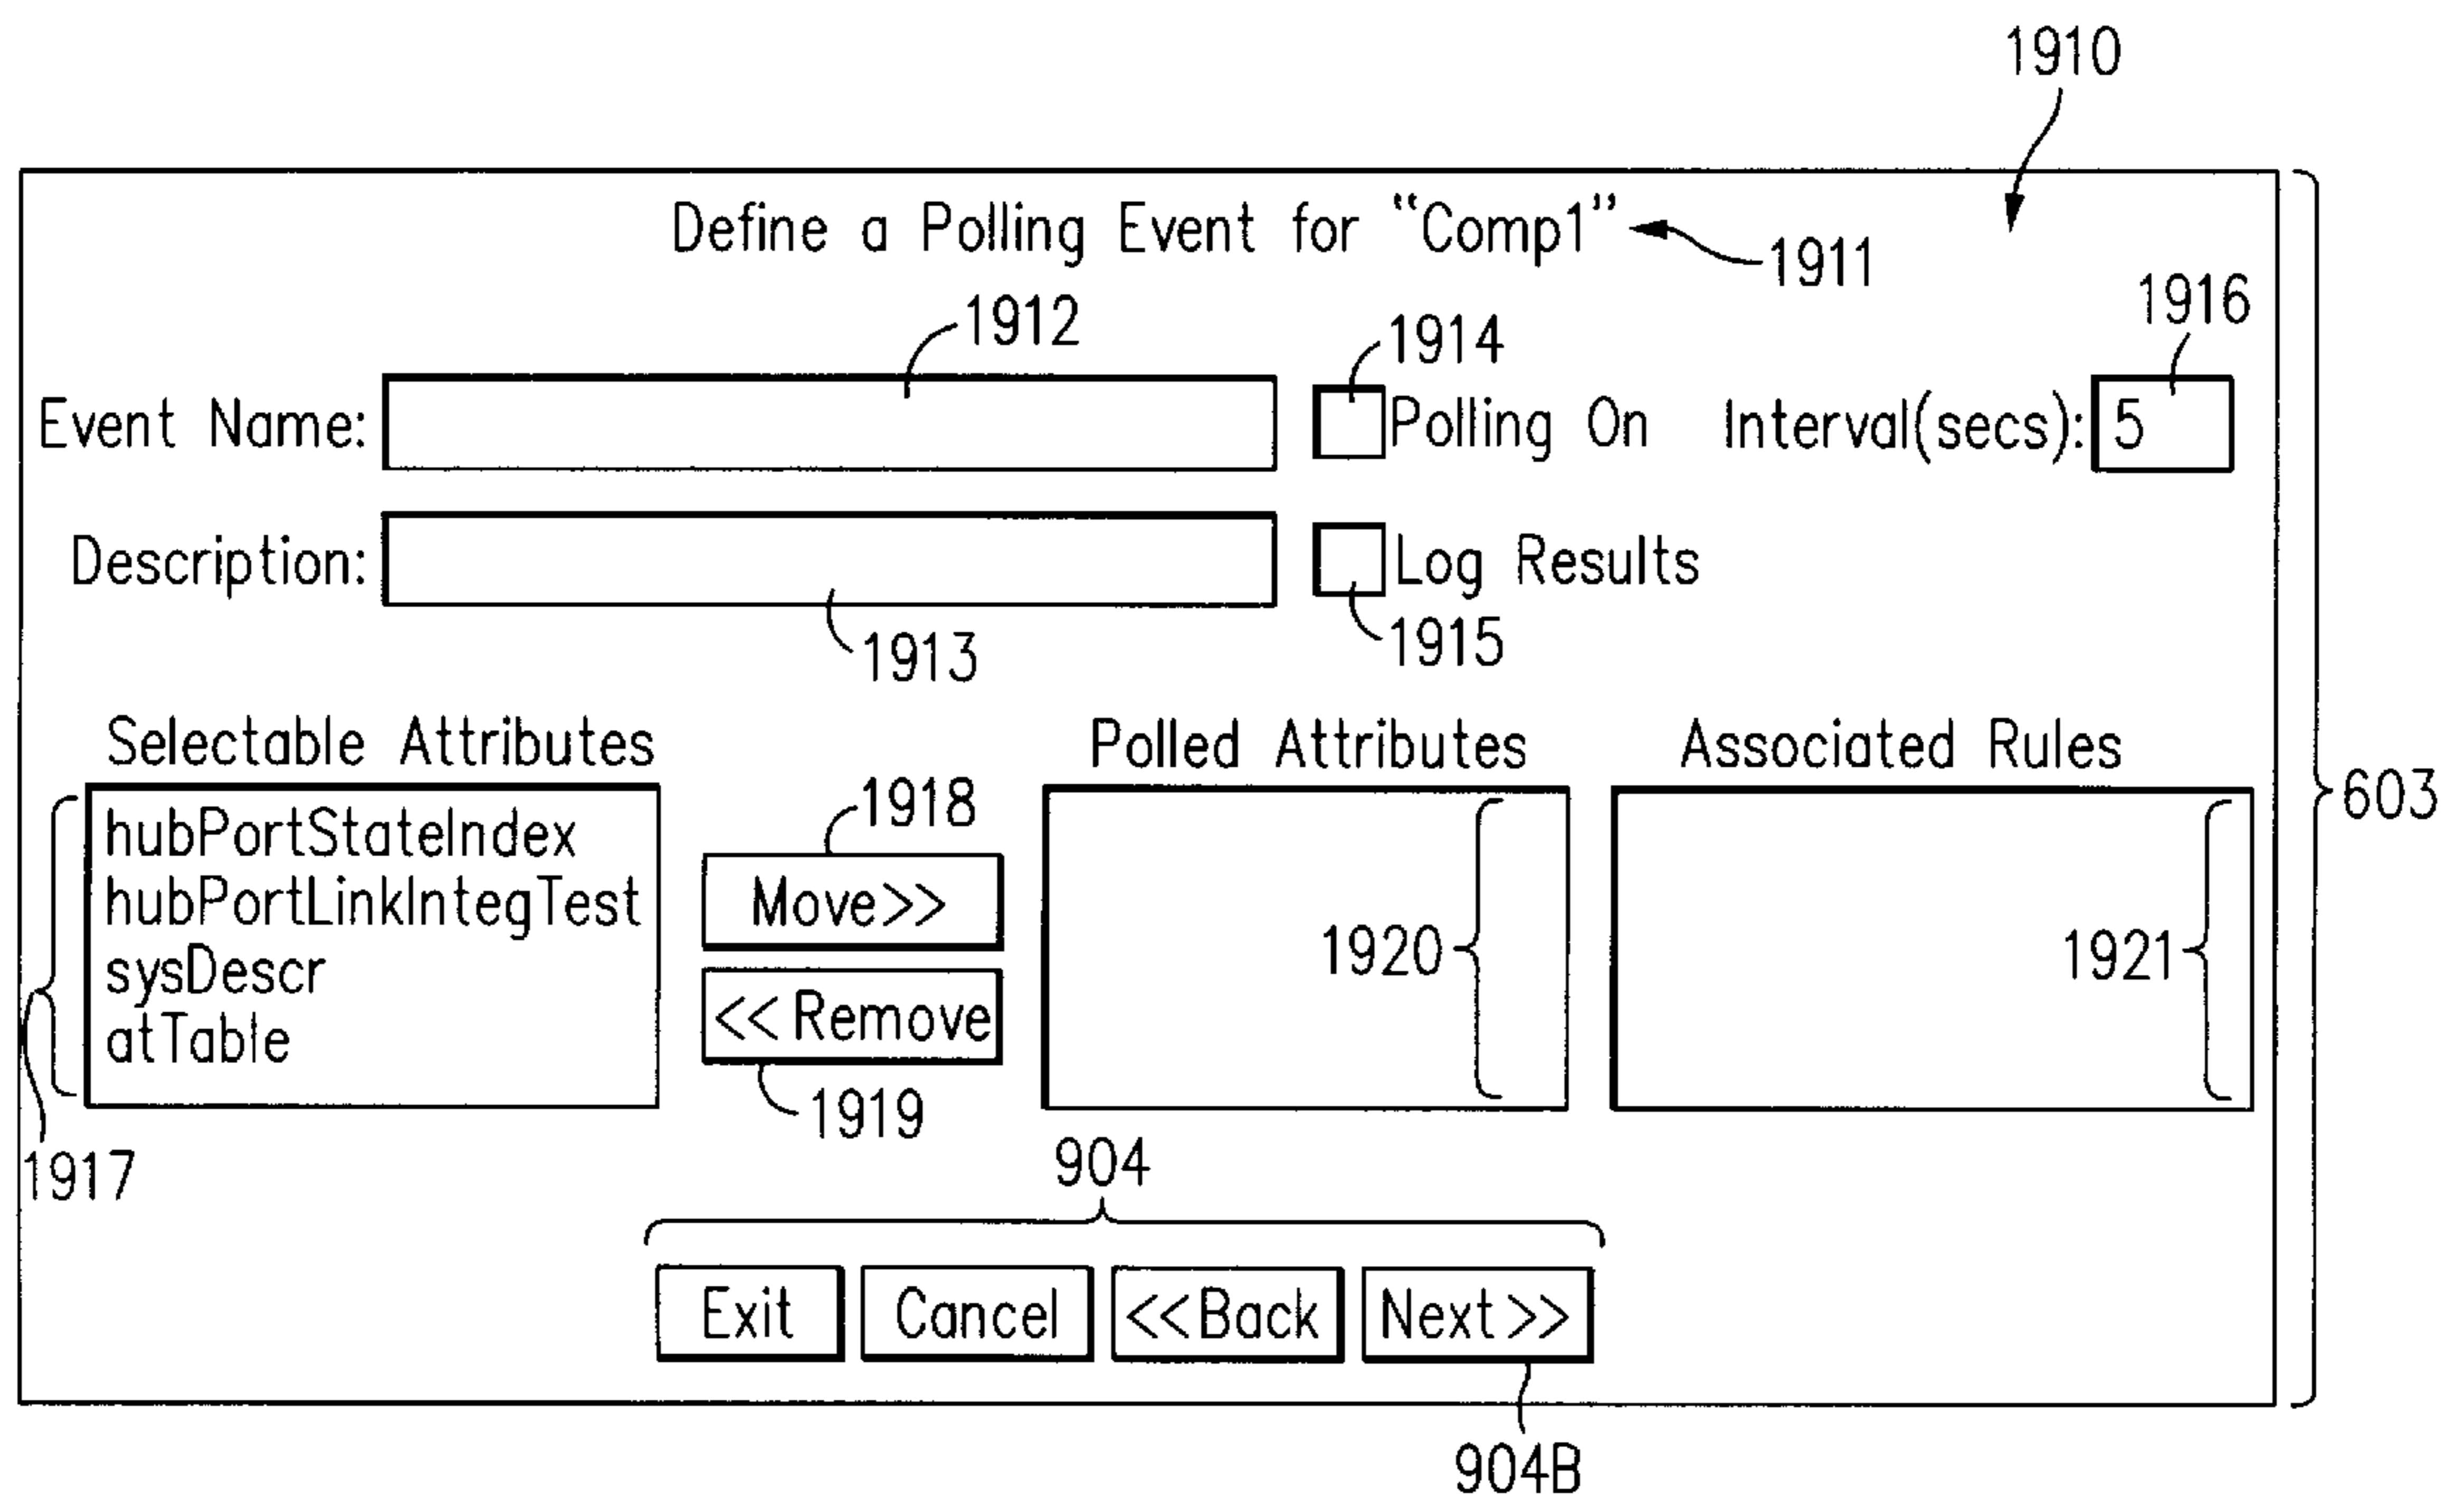 1910
Define a Polling Event for “Comp1”
1911
1912
1914
1916
Event Name:
Polling On
Interval(secs): 5
Description:
Log Results
1913
1915
Selectable Attributes
Polled Attributes
Associated Rules
1918
603
hubPortStateIndex
hubPortLinkIntegTest
sysDescr
atTable
Move>>
<<Remove
1920
1921
1919
1917
904
Exit
Cancel
<<Back
Next>>
904B